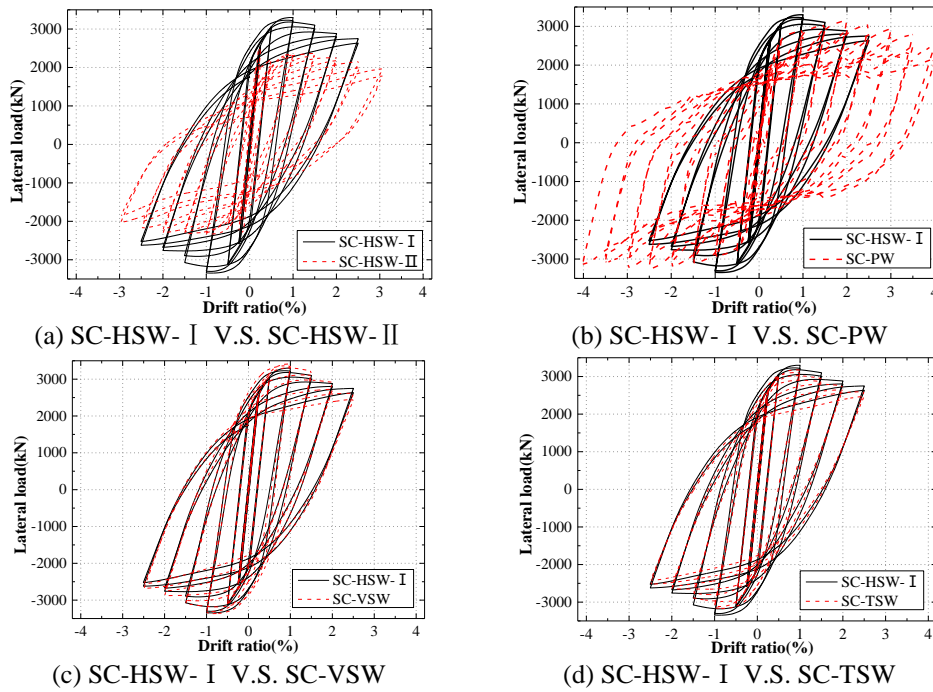 3000
2000
1000
0
-1000
-2000
-3000
Lateral load(kN)
-4 -3 -2 -1 0 1 2 3 4
Drift ratio(%)
SC-HSW-Ⅰ
SC-HSW-Ⅱ
(a) SC-HSW-Ⅰ V.S. SC-HSW-Ⅱ
3000
2000
1000
0
-1000
-2000
-3000
Lateral load(kN)
-4 -3 -2 -1 0 1 2 3 4
Drift ratio(%)
SC-HSW-Ⅰ
SC-PW
(b) SC-HSW-Ⅰ V.S. SC-PW
3000
2000
1000
0
-1000
-2000
-3000
Lateral load(kN)
-4 -3 -2 -1 0 1 2 3 4
Drift ratio(%)
SC-HSW-Ⅰ
SC-VSW
(c) SC-HSW-Ⅰ V.S. SC-VSW
3000
2000
1000
0
-1000
-2000
-3000
Lateral load(kN)
-4 -3 -2 -1 0 1 2 3 4
Drift ratio(%)
SC-HSW-Ⅰ
SC-TSW
(d) SC-HSW-Ⅰ V.S. SC-TSW